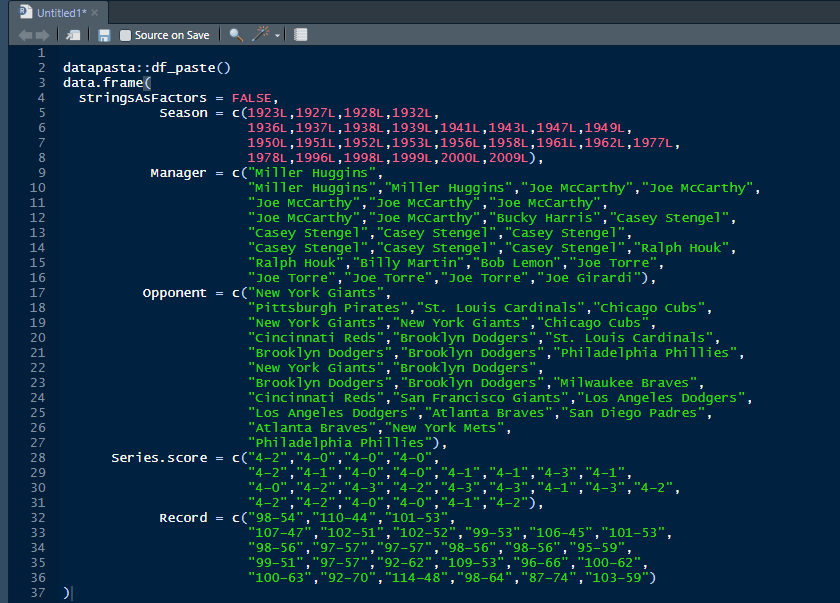 Untitled1*
Source on Save
1
2 datapasta::df_paste()
3 data.frame(
4 stringsAsFactors = FALSE,
5 Season = c(1923L,1927L,1928L,1932L,
6 1936L,1937L,1938L,1939L,1941L,1943L,1947L,1949L,
7 1950L,1951L,1952L,1953L,1956L,1958L,1961L,1962L,1977L,
8 1978L,1996L,1998L,1999L,2000L,2009L),
9 Manager = c("Miller Huggins",
10 "Miller Huggins","Miller Huggins","Joe McCarthy","Joe McCarthy",
11 "Joe McCarthy","Joe McCarthy","Joe McCarthy",
12 "Joe McCarthy","Joe McCarthy","Bucky Harris","Casey Stengel",
13 "Casey Stengel","Casey Stengel","Casey Stengel",
14 "Casey Stengel","Casey Stengel","Casey Stengel","Ralph Houk",
15 "Ralph Houk","Billy Martin","Bob Lemon","Joe Torre",
16 "Joe Torre","Joe Torre","Joe Torre","Joe Girardi"),
17 Opponent = c("New York Giants",
18 "Pittsburgh Pirates","St. Louis Cardinals","Chicago Cubs",
19 "New York Giants","New York Giants","Chicago Cubs",
20 "Cincinnati Reds","Brooklyn Dodgers","St. Louis Cardinals",
21 "Brooklyn Dodgers","Brooklyn Dodgers","Philadelphia Phillies",
22 "New York Giants","Brooklyn Dodgers",
23 "Brooklyn Dodgers","Brooklyn Dodgers","Milwaukee Braves",
24 "Cincinnati Reds","San Francisco Giants","Los Angeles Dodgers",
25 "Los Angeles Dodgers","Atlanta Braves","San Diego Padres",
26 "Atlanta Braves","New York Mets",
27 "Philadelphia Phillies"),
28 Series.score = c("4–2","4–0","4–0","4–0",
29 "4–2","4–1","4–0","4–0","4–1","4–1","4–3","4–1",
30 "4–0","4–2","4–3","4–2","4–3","4–3","4–1","4–3","4–2",
31 "4–2","4–2","4–0","4–0","4–1","4–2"),
32 Record = c("98–54","110–44","101–53",
33 "107–47","102–51","102–52","99–53","106–45","101–53",
34 "98–56","97–57","97–57","98–56","98–56","95–59",
35 "99–51","97–57","92–62","109–53","96–66","100–62",
36 "100–63","92–70","114–48","98–64","87–74","103–59")
37 )